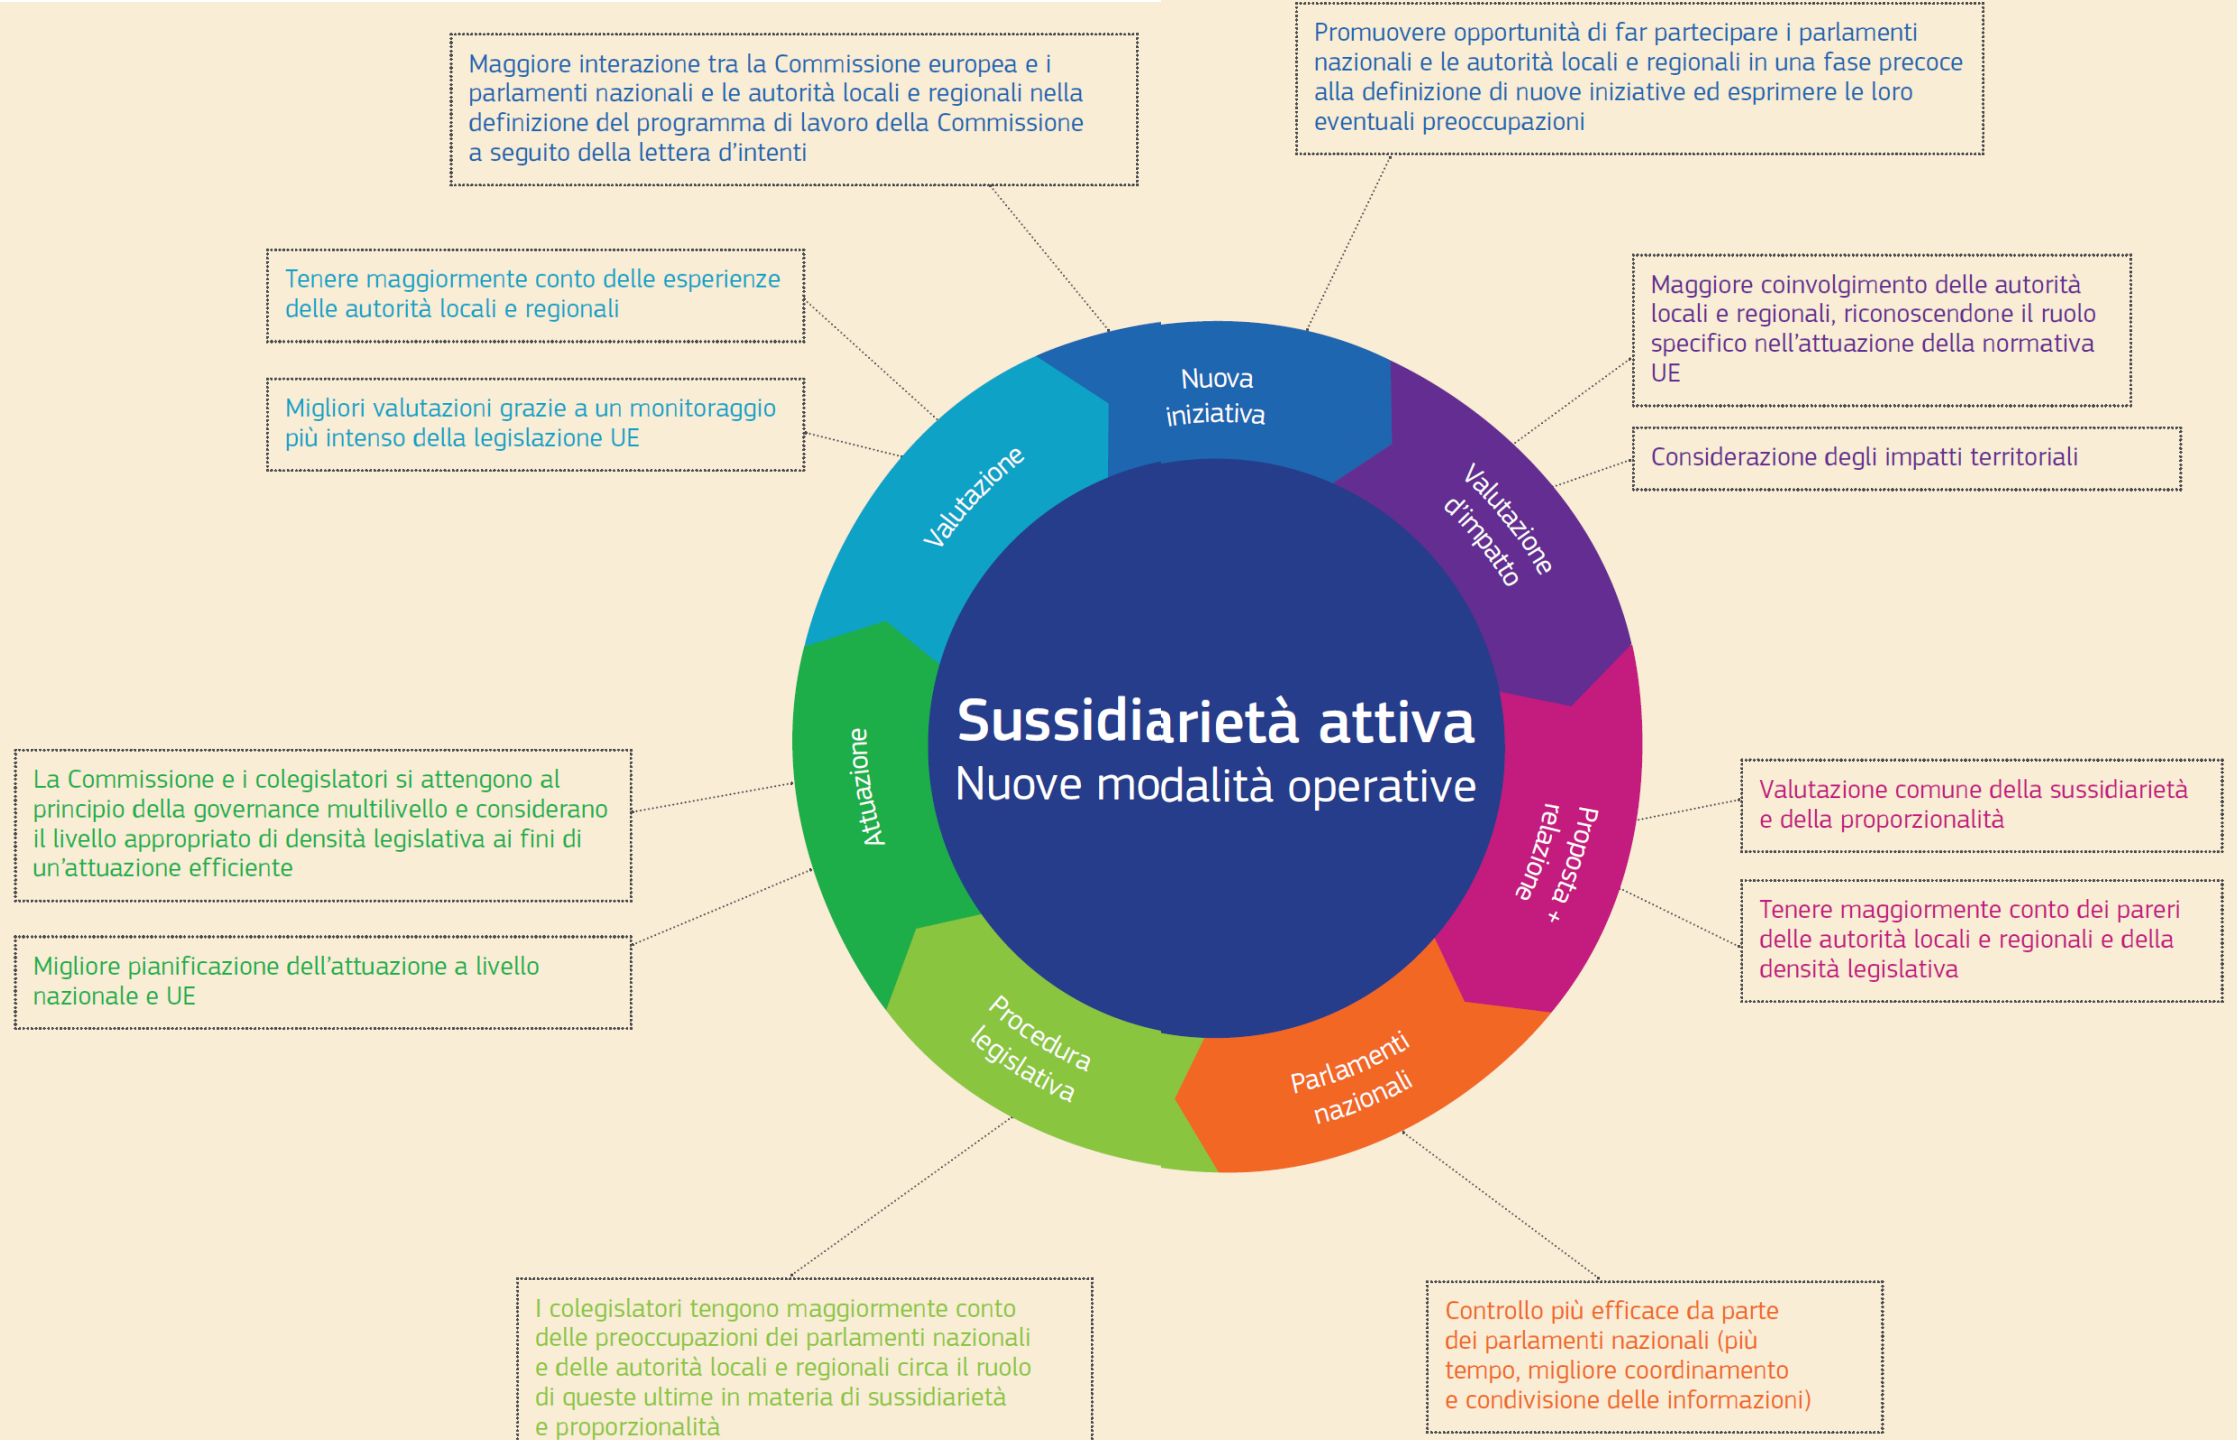 Maggiore interazione tra la Commissione europea e i
parlamenti nazionali e le autorità locali e regionali nella
definizione del programma di lavoro della Commissione
a seguito della lettera d'intenti
Promuovere opportunità di far partecipare i parlamenti
nazionali e le autorità locali e regionali in una fase precoce
alla definizione di nuove iniziative ed esprimere le loro
eventuali preoccupazioni
Tenere maggiormente conto delle esperienze
delle autorità locali e regionali
Migliori valutazioni grazie a un monitoraggio
più intenso della legislazione UE
Maggiore coinvolgimento delle autorità
locali e regionali, riconoscendone il ruolo
specifico nell'attuazione della normativa
UE
Considerazione degli impatti territoriali
Nuova
iniziativa
Valutazione
Valutazione
d'impatto
Sussidiarietà attiva
Nuove modalità operative
Attuazione
Proposta +
relazione
Procedura
legislativa
Parlamenti
nazionali
La Commissione e i colegislatori si attengono al
principio della governance multilivello e considerano
il livello appropriato di densità legislativa ai fini di
un'attuazione efficiente
Migliore pianificazione dell'attuazione a livello
nazionale e UE
Valutazione comune della sussidiarietà
e della proporzionalità
Tenere maggiormente conto dei pareri
delle autorità locali e regionali e della
densità legislativa
I colegislatori tengono maggiormente conto
delle preoccupazioni dei parlamenti nazionali
e delle autorità locali e regionali circa il ruolo
di queste ultime in materia di sussidiarietà
e proporzionalità
Controllo più efficace da parte
dei parlamenti nazionali (più
tempo, migliore coordinamento
e condivisione delle informazioni)